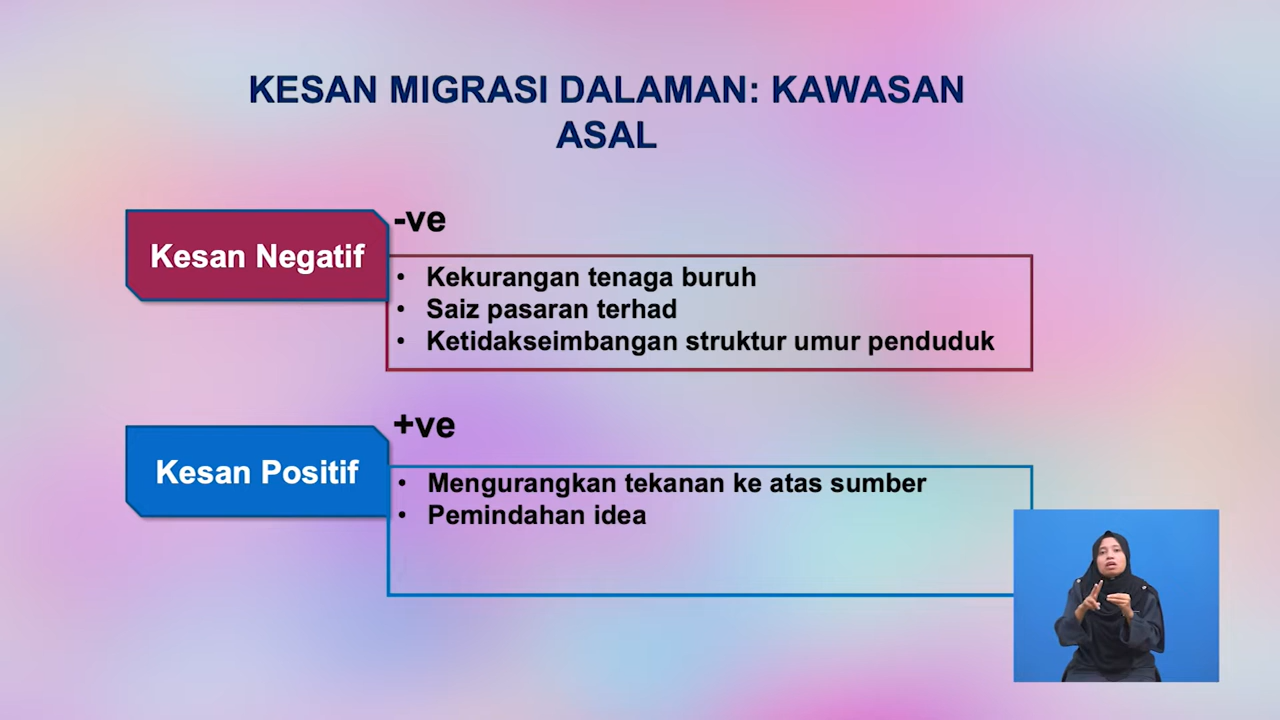 KESAN MIGRASI DALAMAN: KAWASAN
ASAL
-ve
Kesan Negatif
• Kekurangan tenaga buruh
• Saiz pasaran terhad
• Ketidakseimbangan struktur umur penduduk
+ve
Kesan Positif
• Mengurangkan tekanan ke atas sumber
• Pemindahan idea